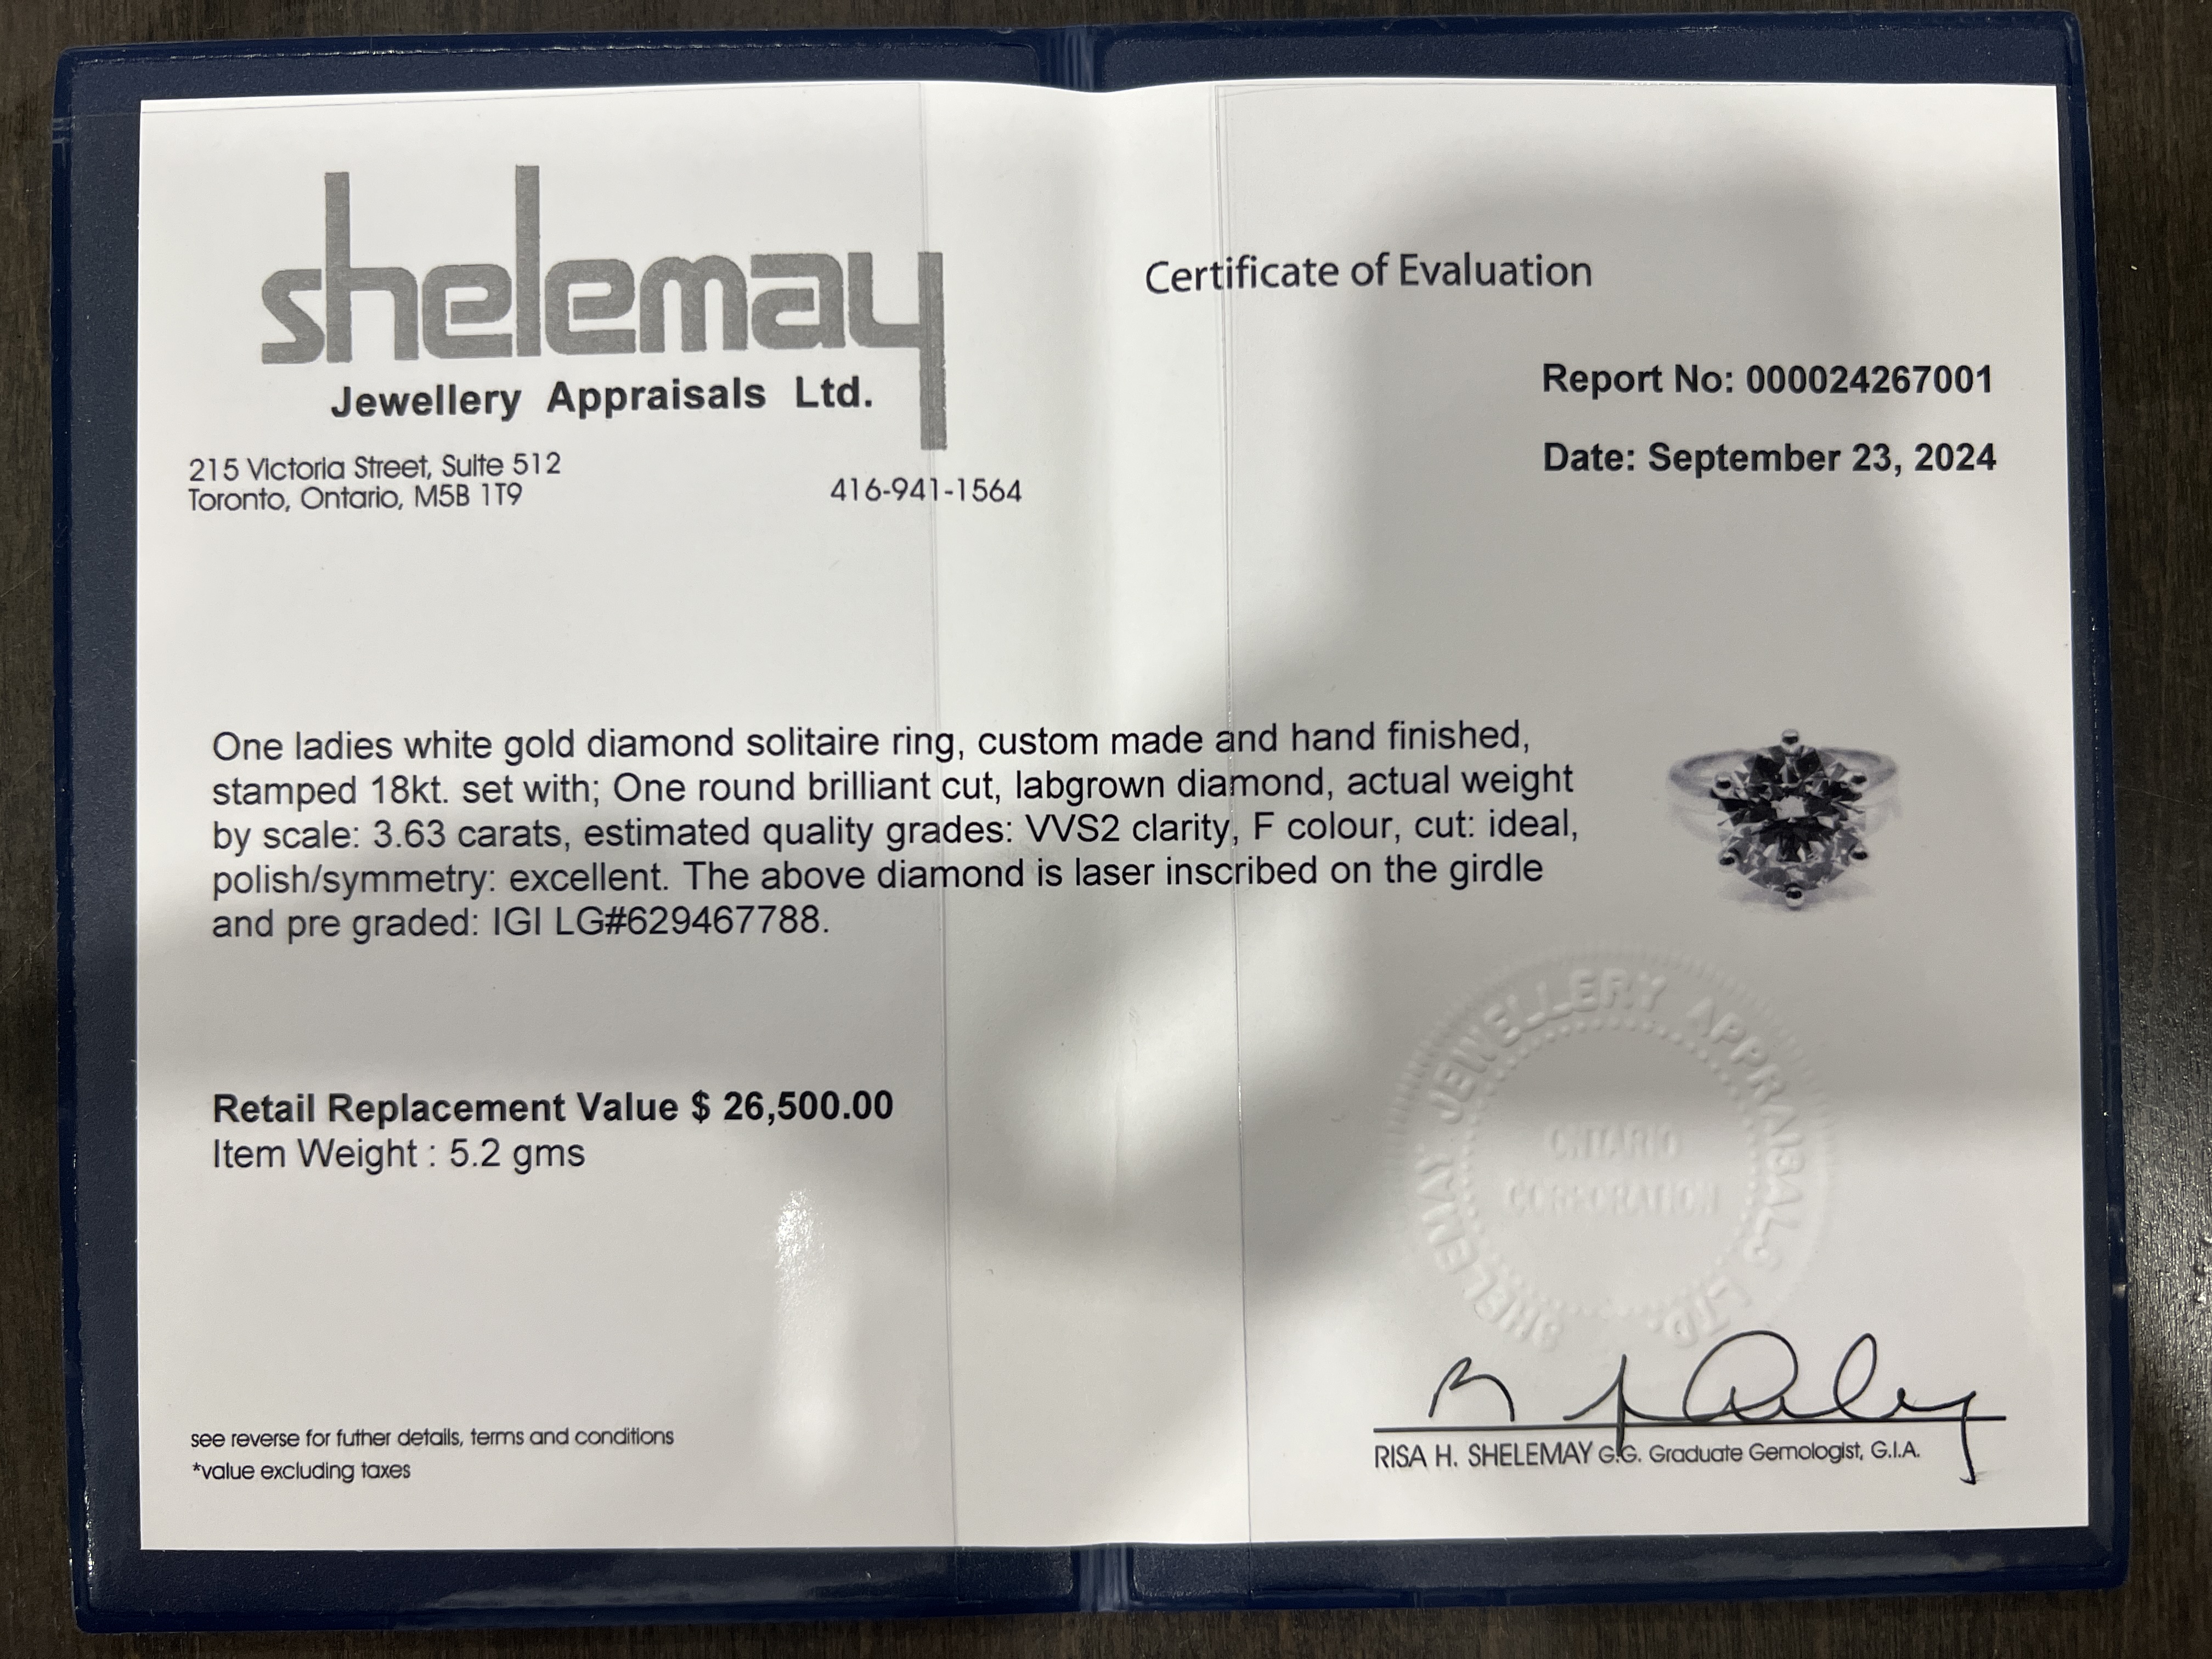 shelemay
Jewellery Appraisals Ltd.
215 Victoria Street, Suite 512
Toronto, Ontario, M5B 1T9
416-941-1564
Certificate of Evaluation
Report No: 000024267001
Date: September 23, 2024
One ladies white gold diamond solitaire ring, custom made and hand finished,
stamped 18kt. set with; One round brilliant cut, labgrown diamond, actual weight
by scale: 3.63 carats, estimated quality grades: VVS2 clarity, F colour, cut: ideal,
polish/symmetry: excellent. The above diamond is laser inscribed on the girdle
and pre graded: IGI LG#629467788.
Retail Replacement Value $ 26,500.00
Item Weight : 5.2 gms
SHELEMAY JEWELLERY APPRAISALS LTD.
ONTARIO
CORPORATION
see reverse for futher details, terms and conditions
*value excluding taxes
RISA H. SHELEMAY G.G. Graduate Gemologist, G.I.A.